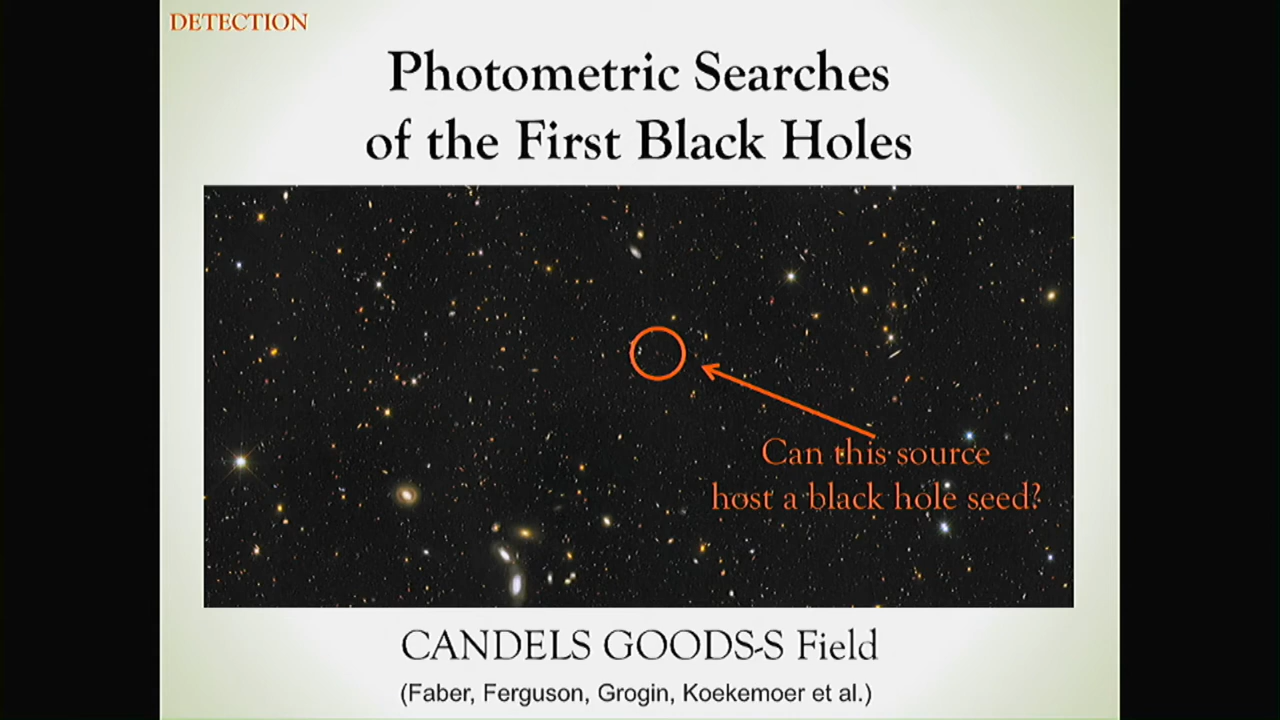 DETECTION
Photometric Searches
of the First Black Holes
Can this source
host a black hole seed?
CANDELS GOODS-S Field
(Faber, Ferguson, Grogin, Koekemoer et al.)